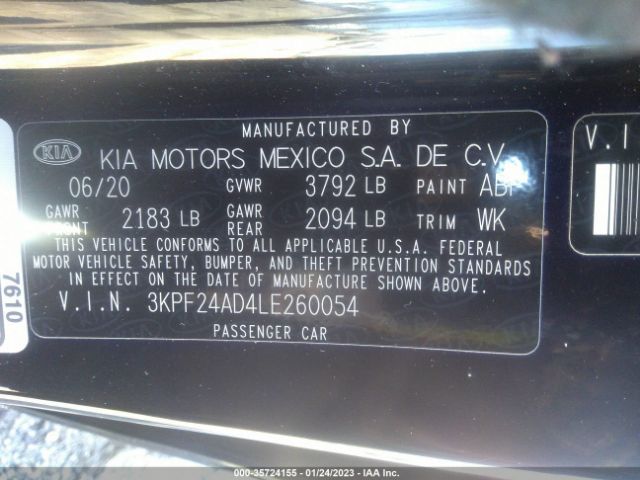 MANUFACTURED BY
KIA KIA MOTORS MEXICO S.A. DE C.V.
06/20 GVWR 3792 LB PAINT
GAWR FRONT 2183 LB GAWR REAR 2094 LB TRIM WK
THIS VEHICLE CONFORMS TO ALL APPLICABLE U.S.A. FEDERAL
MOTOR VEHICLE SAFETY, BUMPER, AND THEFT PREVENTION STANDARDS
IN EFFECT ON THE DATE OF MANUFACTURE SHOWN ABOVE.
V.I.N. 3KPF24AD4LE260054
PASSENGER CAR
7610
V.I
000-35724155 — 01/24/2023 — IAA Inc.